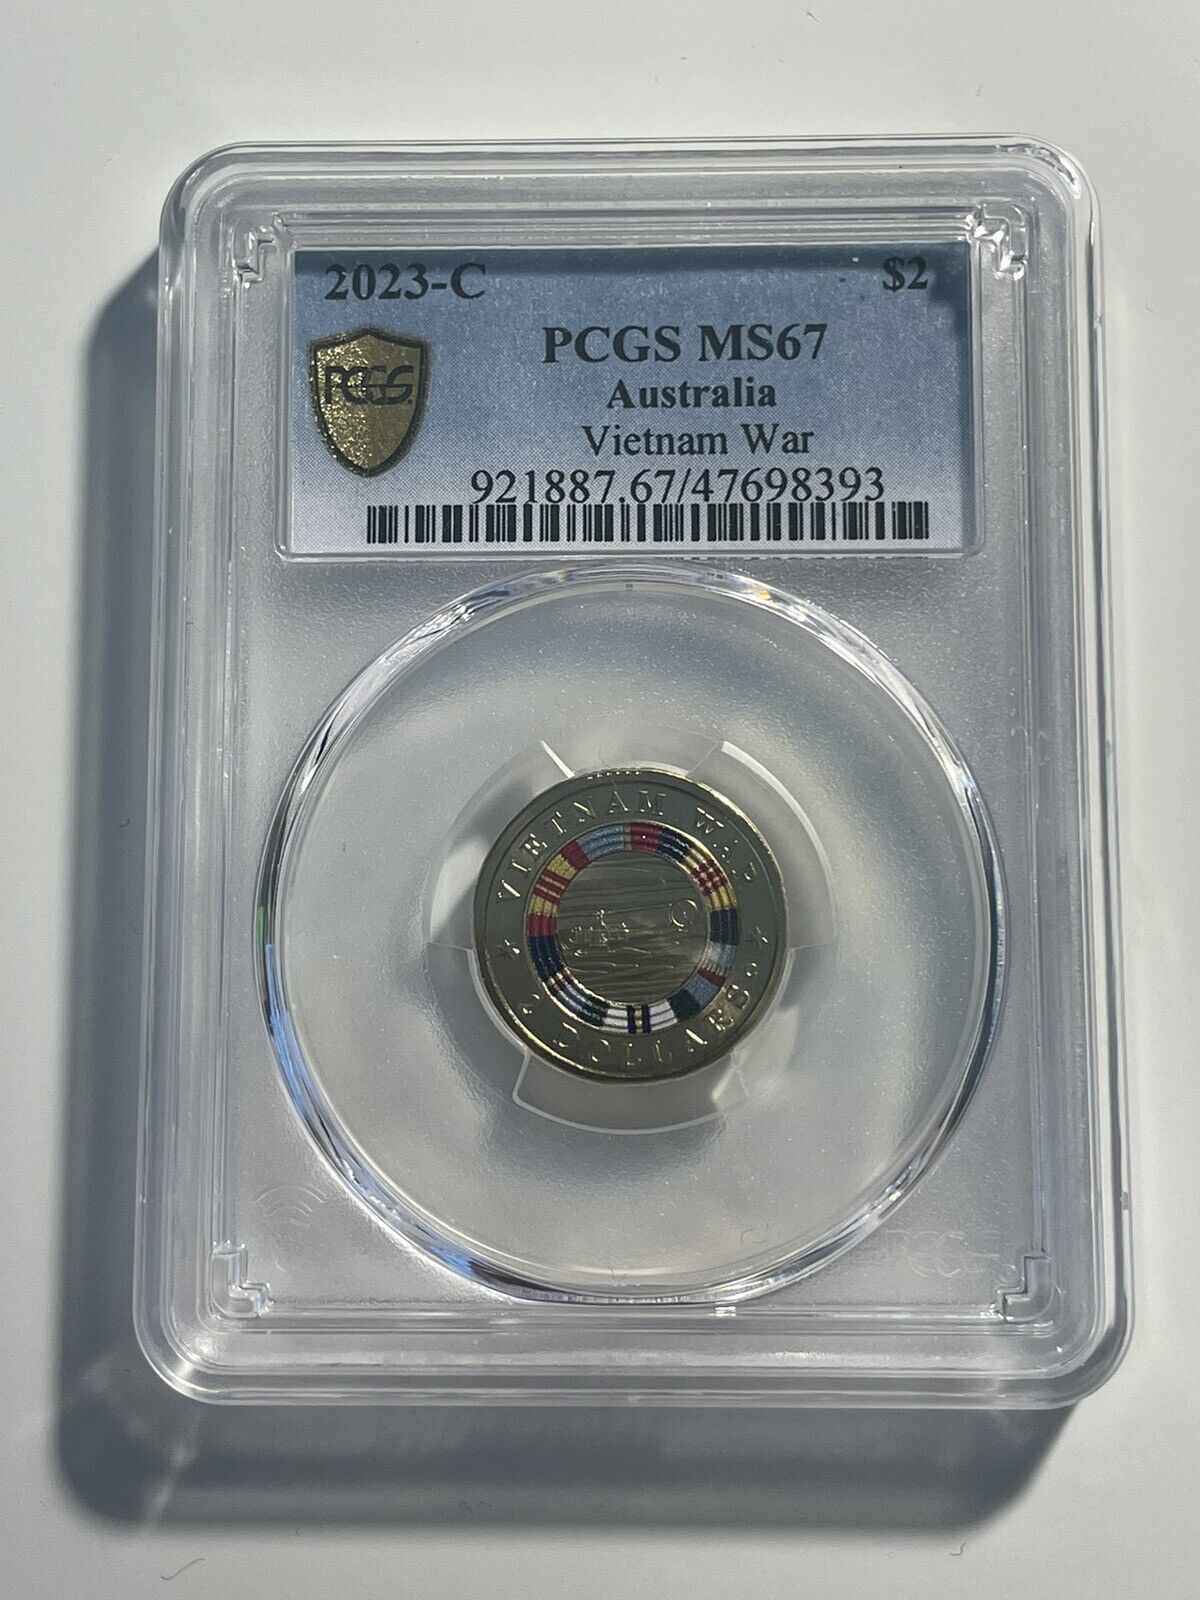 2023-C $2
PCGS MS67
PCGS
Australia
Vietnam War
921887.67/47698393
VIETNAM WAR
2 DOLLARS